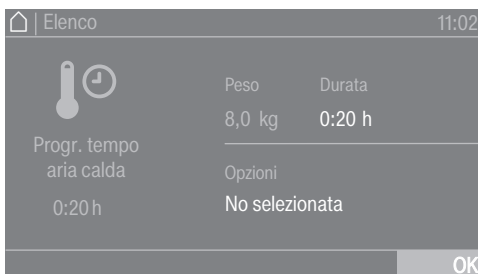 Elenco 11:02
Peso Durata
8,0 kg 0:20 h
Progr. tempo
aria calda
0:20 h
Opzioni
No selezionata
OK